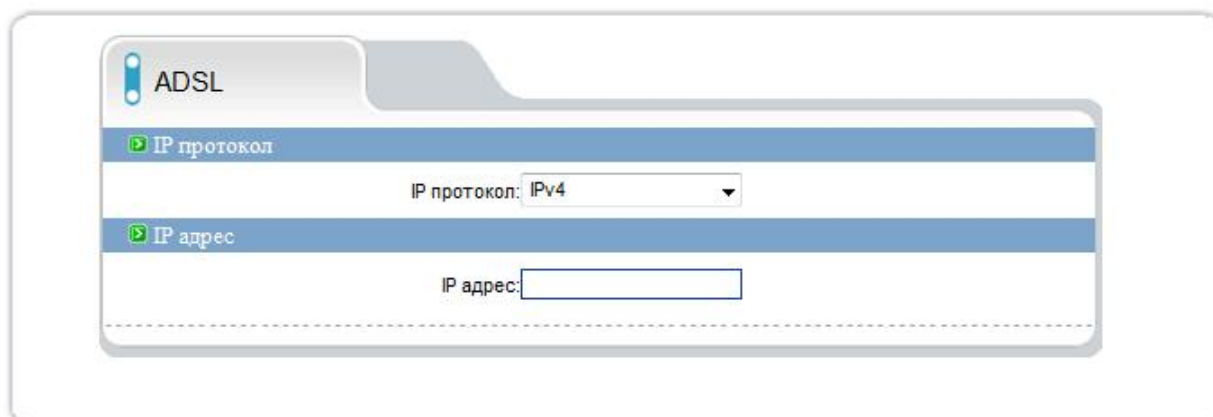 ADSL
IP протокол
IP протокол: IPv4
IP адрес
IP адрес: